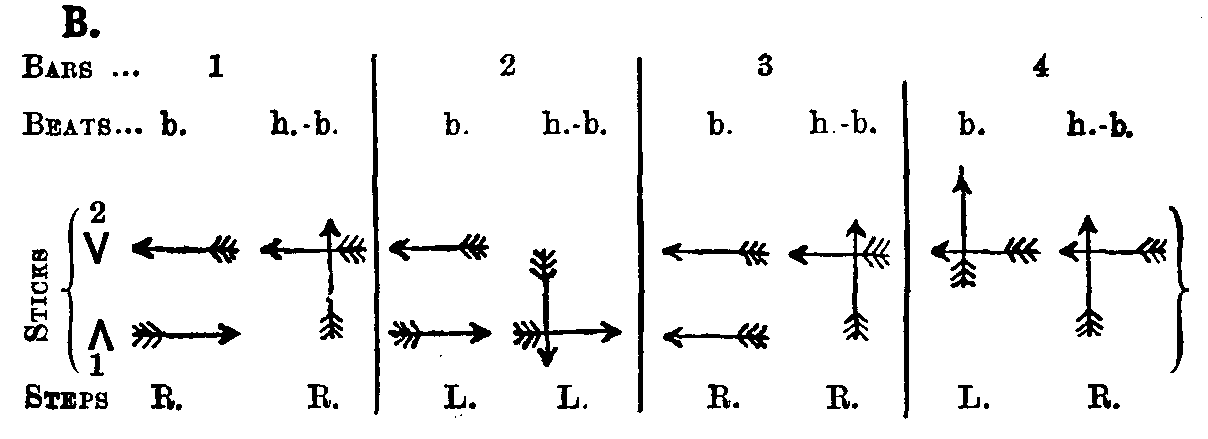 B.
BARS ... 1 2 3 4
BEATS... b. h.-b. b. h.-b. b. h.-b. b. h.-b.
2
STICKS
1
STEPS R. R. L. L. R. R. L. R.